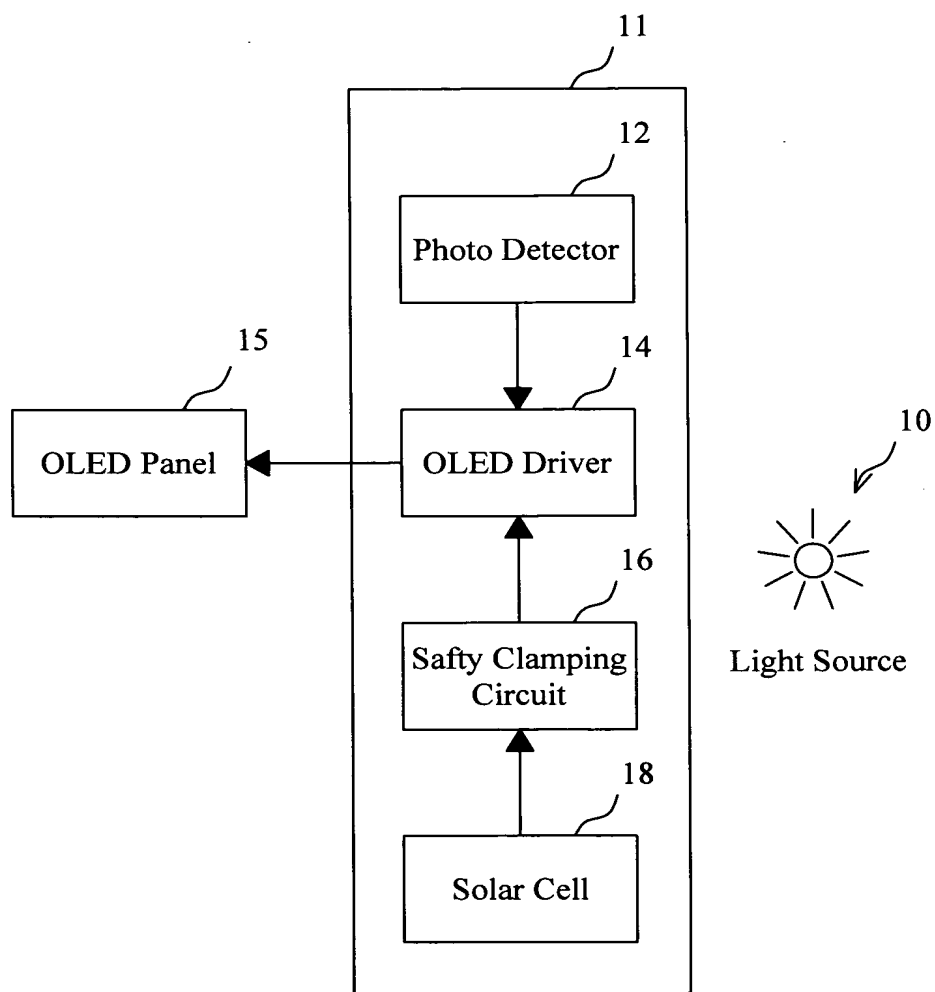 11
12
Photo Detector
15
14
OLED Panel
OLED Driver
10
16
Safty Clamping
Circuit
Light Source
18
Solar Cell